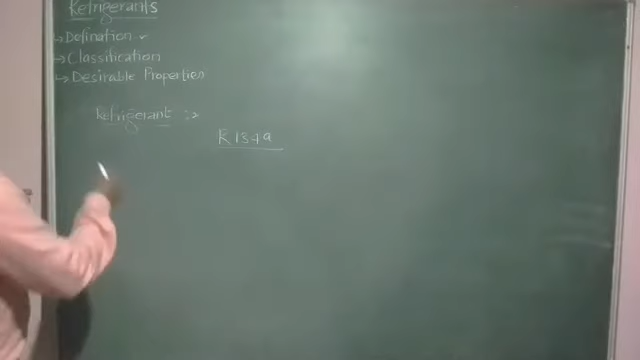 Refrigerants
↳ Defination ✓
↳ Classification
↳ Desirable Properties
Refrigerant :->
R134a